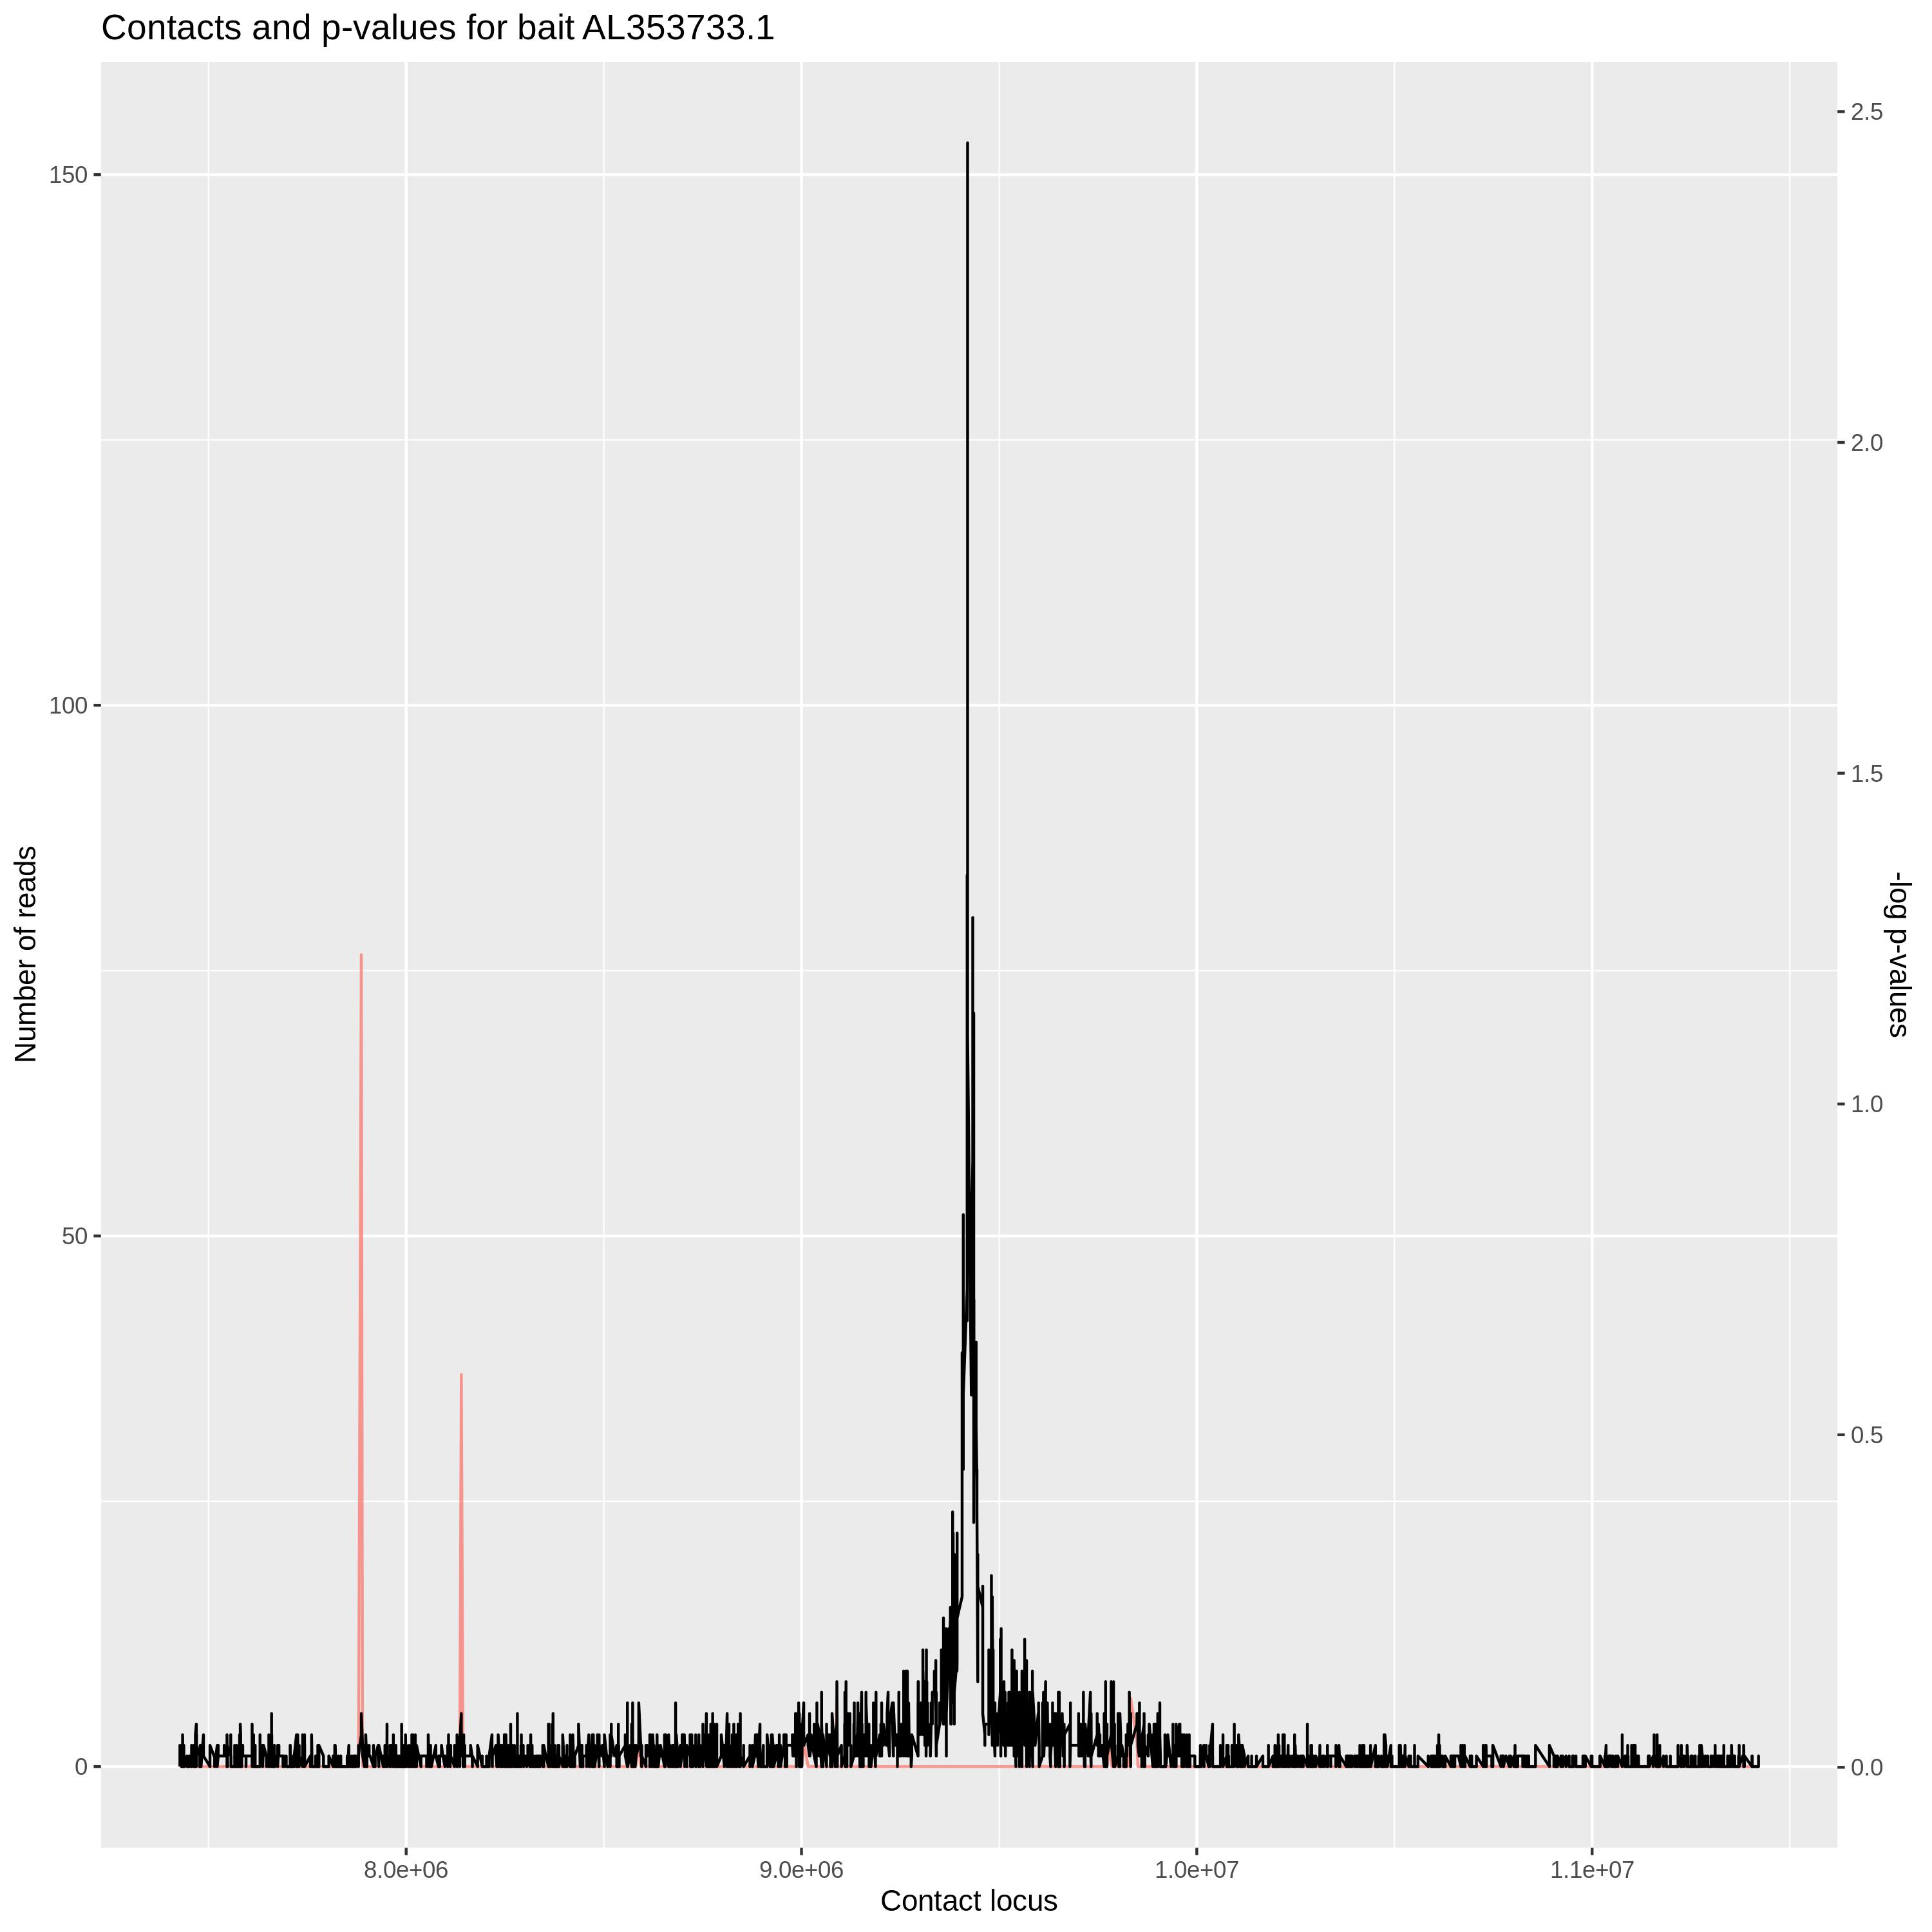 Contacts and p-values for bait AL353733.1
150
100
50
0
Number of reads
2.5
2.0
1.5
1.0
0.5
0.0
-log p-values
8.0e+06
9.0e+06
1.0e+07
1.1e+07
Contact locus